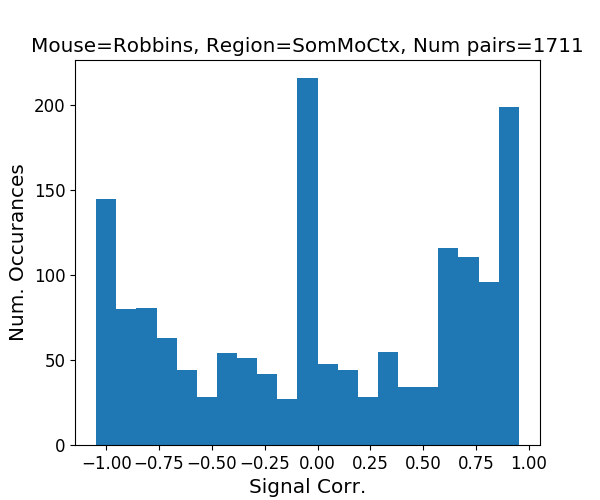 Mouse=Robbins, Region=SomMoCtx, Num pairs=1711
Num. Occurances
200
150
100
50
0
−1.00 −0.75 −0.50 −0.25 0.00 0.25 0.50 0.75 1.00
Signal Corr.